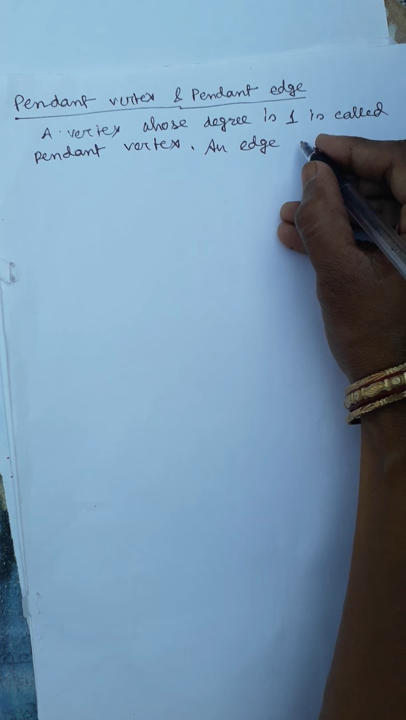 Pendant vertex & Pendant edge
A vertex whose degree is 1 is called
pendant vertex. An edge